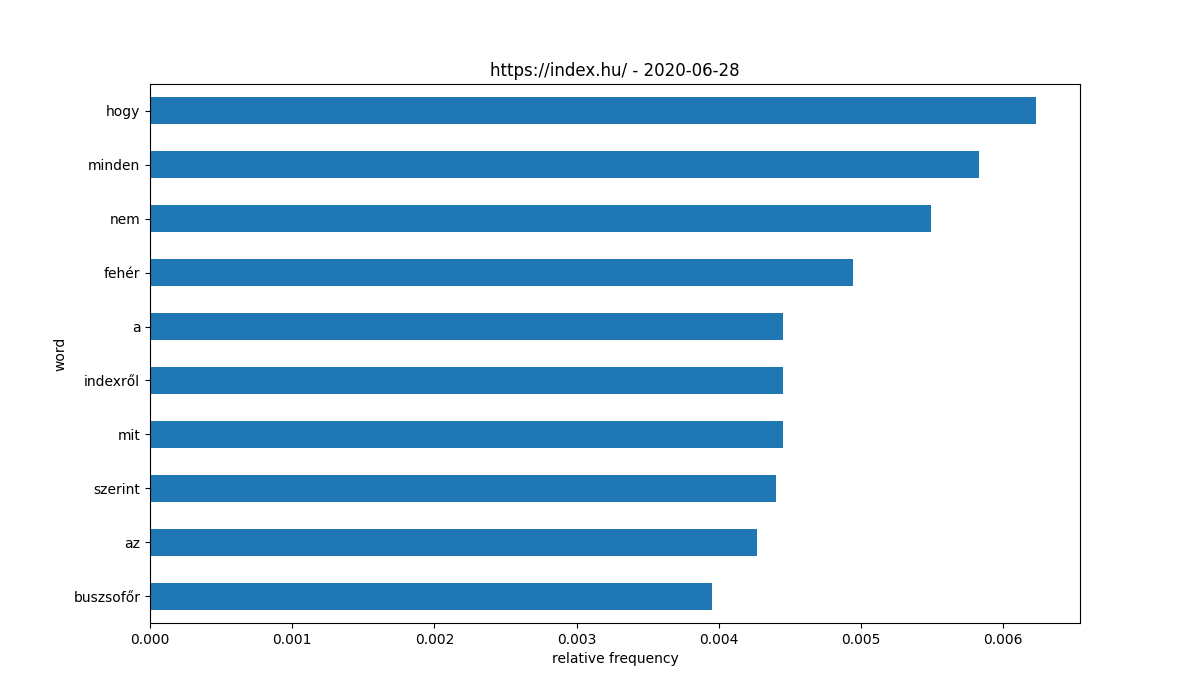 https://index.hu/ - 2020-06-28
hogy
minden
nem
fehér
a
indexről
mit
szerint
az
buszsofőr
word
0.000 0.001 0.002 0.003 0.004 0.005 0.006
relative frequency